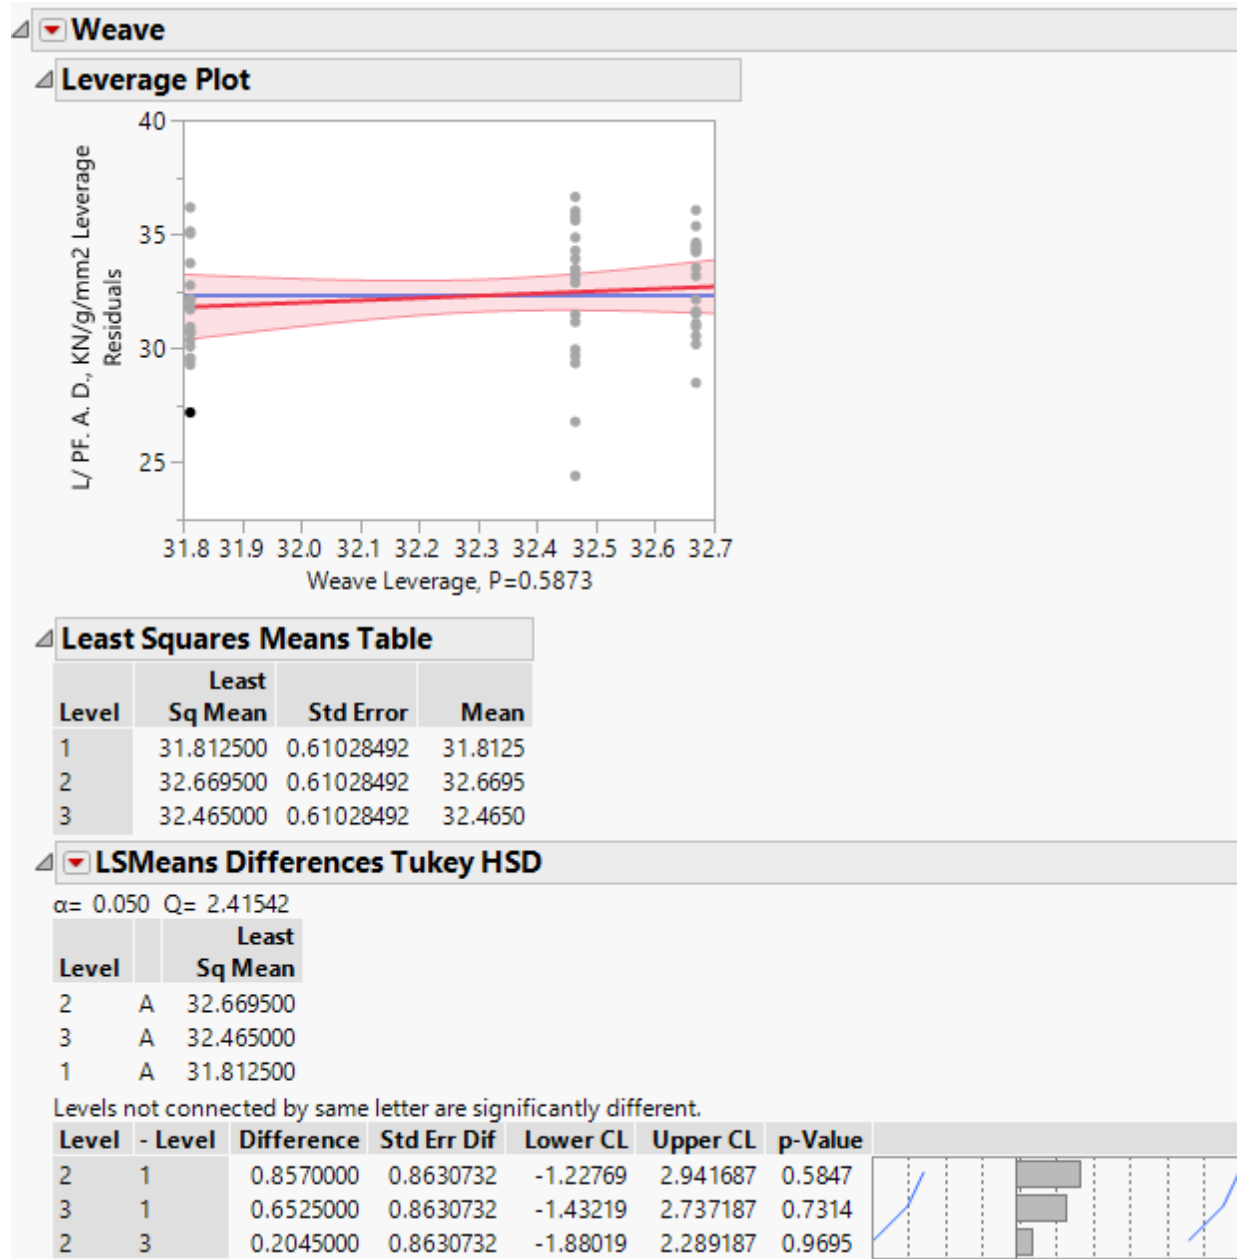 Weave
Leverage Plot
40
35
30
25
L/ PF. A. D., KN/g/mm2 Leverage
Residuals
31.8 31.9 32.0 32.1 32.2 32.3 32.4 32.5 32.6 32.7
Weave Leverage, P=0.5873
Least Squares Means Table
Least
Level Sq Mean Std Error Mean
1 31.812500 0.61028492 31.8125
2 32.669500 0.61028492 32.6695
3 32.465000 0.61028492 32.4650
LSMeans Differences Tukey HSD
α= 0.050 Q= 2.41542
Least
Level Sq Mean
2 A 32.669500
3 A 32.465000
1 A 31.812500
Levels not connected by same letter are significantly different.
Level - Level Difference Std Err Dif Lower CL Upper CL p-Value
2 1 0.8570000 0.8630732 -1.22769 2.941687 0.5847
3 1 0.6525000 0.8630732 -1.43219 2.737187 0.7314
2 3 0.2045000 0.8630732 -1.88019 2.289187 0.9695